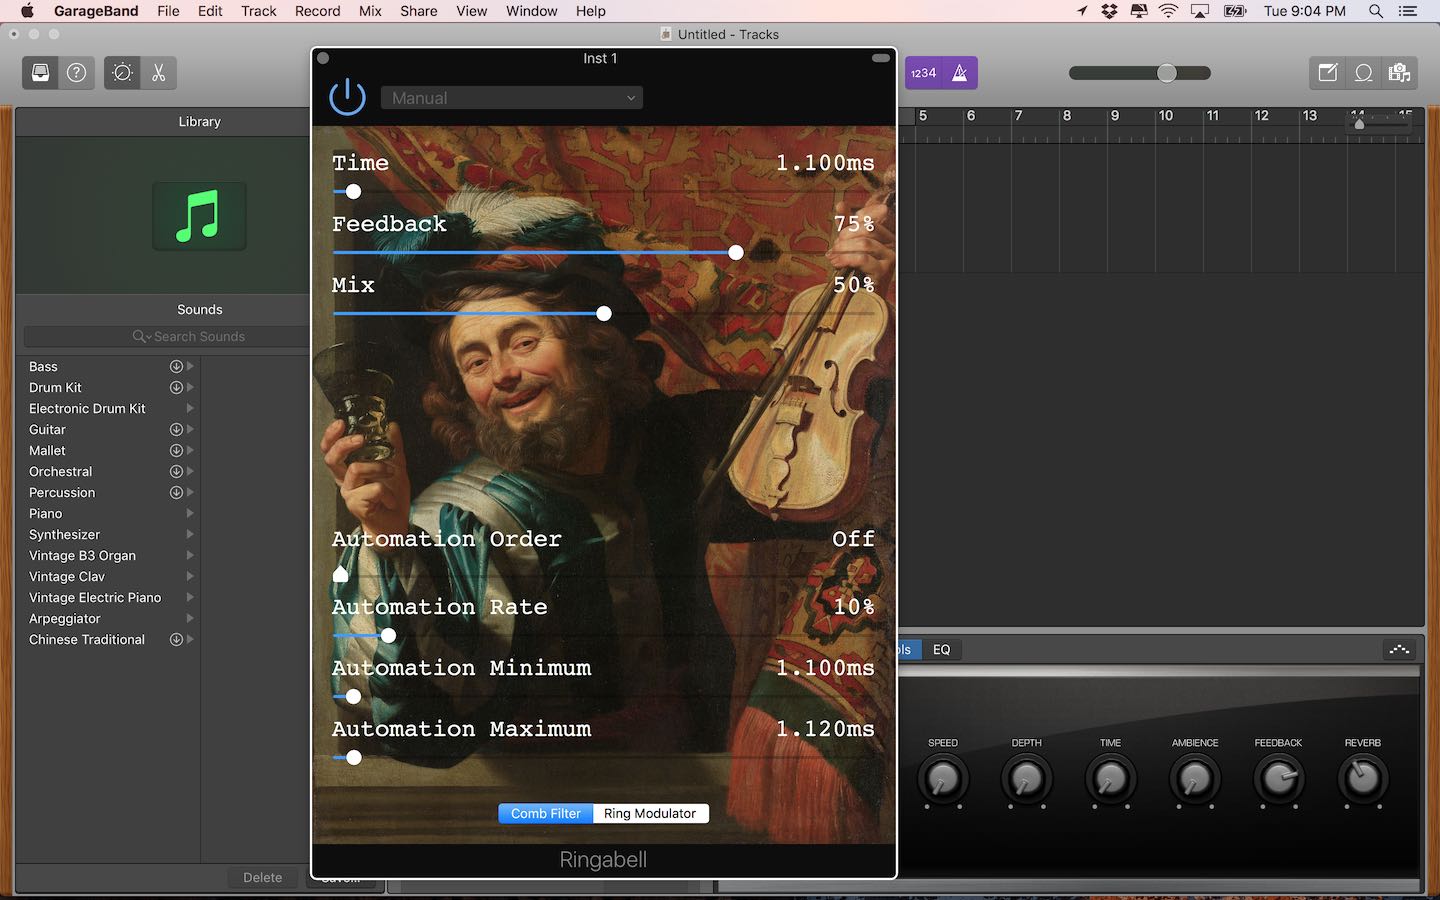 GarageBand File Edit Track Record Mix Share View Window Help Tue 9:04 PM
Untitled - Tracks
Inst 1
1234
Manual
Library
5 6 7 8 9 10 11 12 13 14 15
Time 1.100ms
Feedback 75%
Mix 50%
Sounds
Search Sounds
Bass
Drum Kit
Electronic Drum Kit
Guitar
Mallet
Orchestral
Percussion
Piano
Synthesizer
Vintage B3 Organ
Vintage Clav
Vintage Electric Piano
Arpeggiator
Chinese Traditional
Automation Order Off
Automation Rate 10%
Automation Minimum 1.100ms
Automation Maximum 1.120ms
Comb Filter Ring Modulator
Ringabell
EQ
SPEED DEPTH TIME AMBIENCE FEEDBACK REVERB
Delete